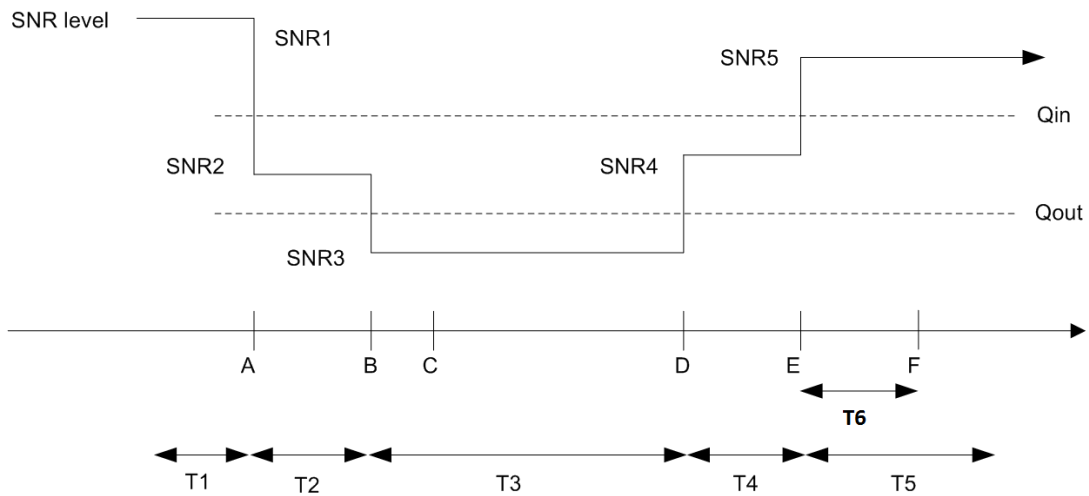 SNR level
SNR1
SNR5
Qin
SNR2
SNR4
Qout
SNR3
A B C D E F
T6
T1 T2 T3 T4 T5